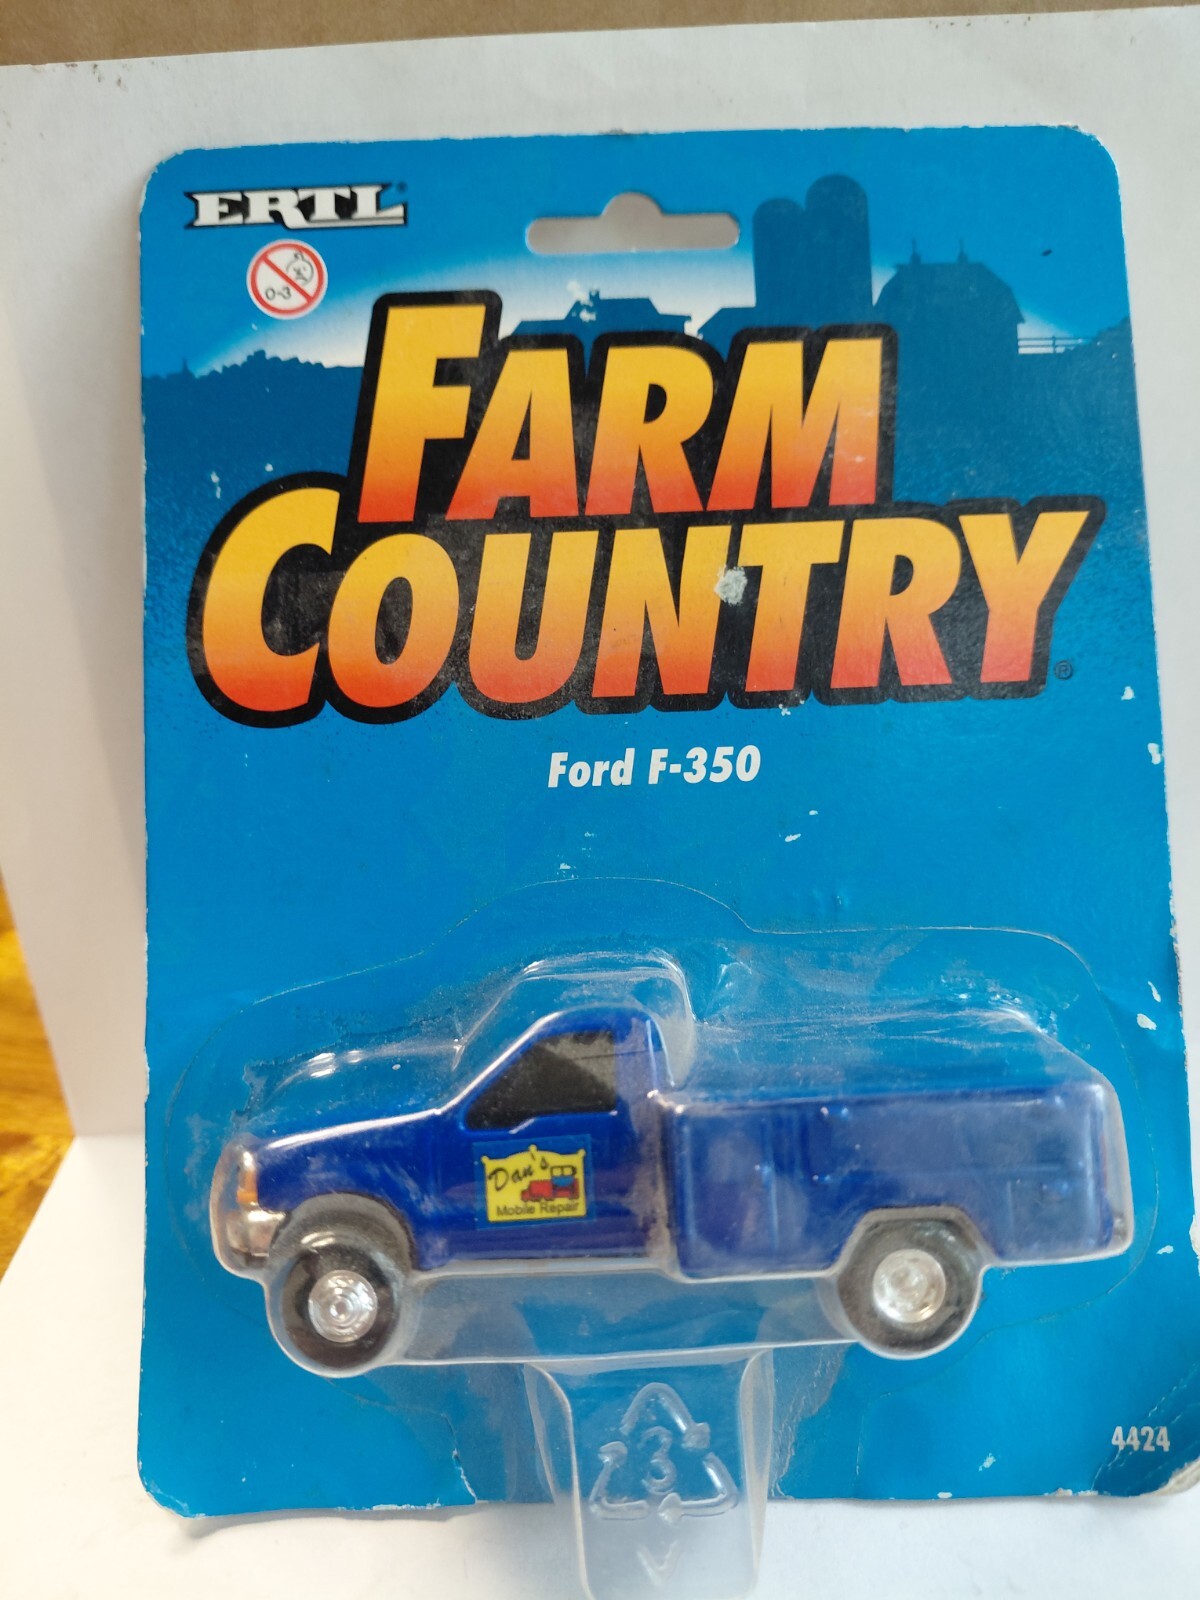 ERTL®
0-3
FARM
COUNTRY®
Ford F-350
Dan's
Mobile Repair
4424
3
V